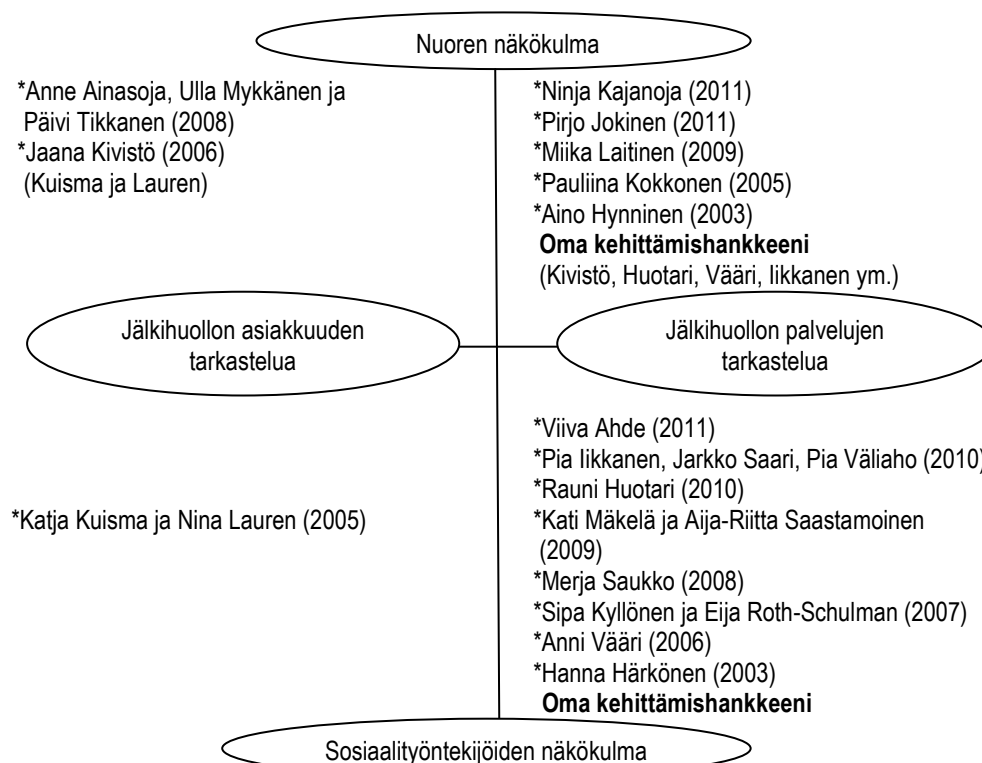 Nuoren näkökulma
*Anne Ainasoja, Ulla Mykkänen ja
Päivi Tikkanen (2008)
*Jaana Kivistö (2006)
(Kuisma ja Lauren)
*Ninja Kajanoja (2011)
*Pirjo Jokinen (2011)
*Miika Laitinen (2009)
*Pauliina Kokkonen (2005)
*Aino Hynninen (2003)
Oma kehittämishankkeeni
(Kivistö, Huotari, Vääri, Iikkanen ym.)
Jälkihuollon asiakkuuden
tarkastelua
Jälkihuollon palvelujen
tarkastelua
*Katja Kuisma ja Nina Lauren (2005)
*Viiva Ahde (2011)
*Pia Iikkanen, Jarkko Saari, Pia Väliaho (2010)
*Rauni Huotari (2010)
*Kati Mäkelä ja Aija-Riitta Saastamoinen
(2009)
*Merja Saukko (2008)
*Sipa Kyllönen ja Eija Roth-Schulman (2007)
*Anni Vääri (2006)
*Hanna Härkönen (2003)
Oma kehittämishankkeeni
Sosiaalityöntekijöiden näkökulma